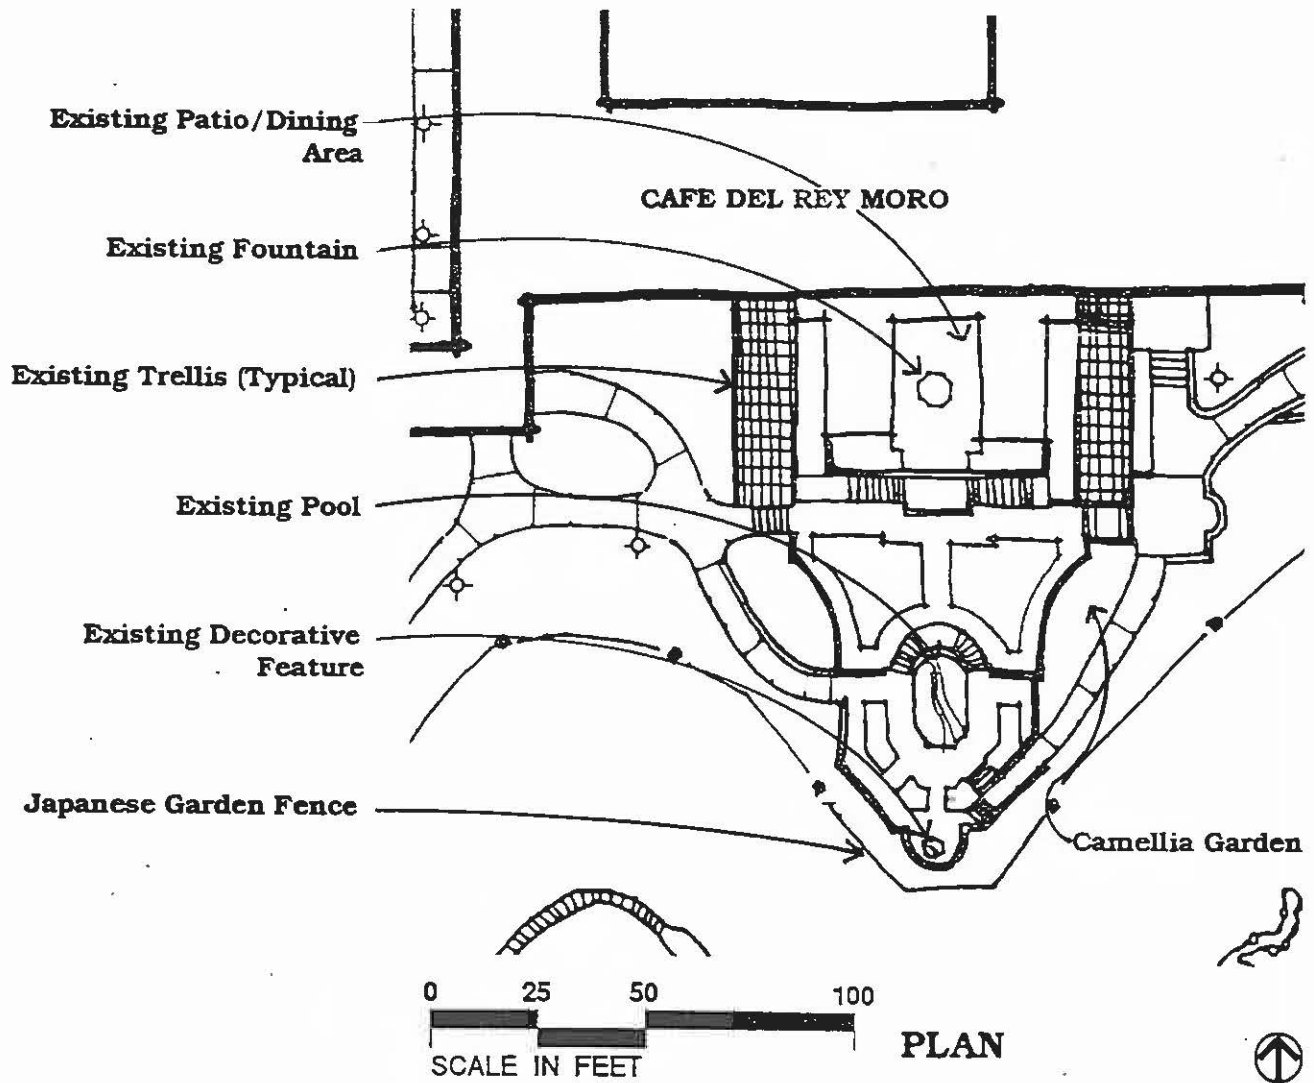 Existing Patio/Dining
Area
CAFE DEL REY MORO
Existing Fountain
Existing Trellis (Typical)
Existing Pool
Existing Decorative
Feature
Japanese Garden Fence
Camellia Garden
0 25 50 100
SCALE IN FEET
PLAN